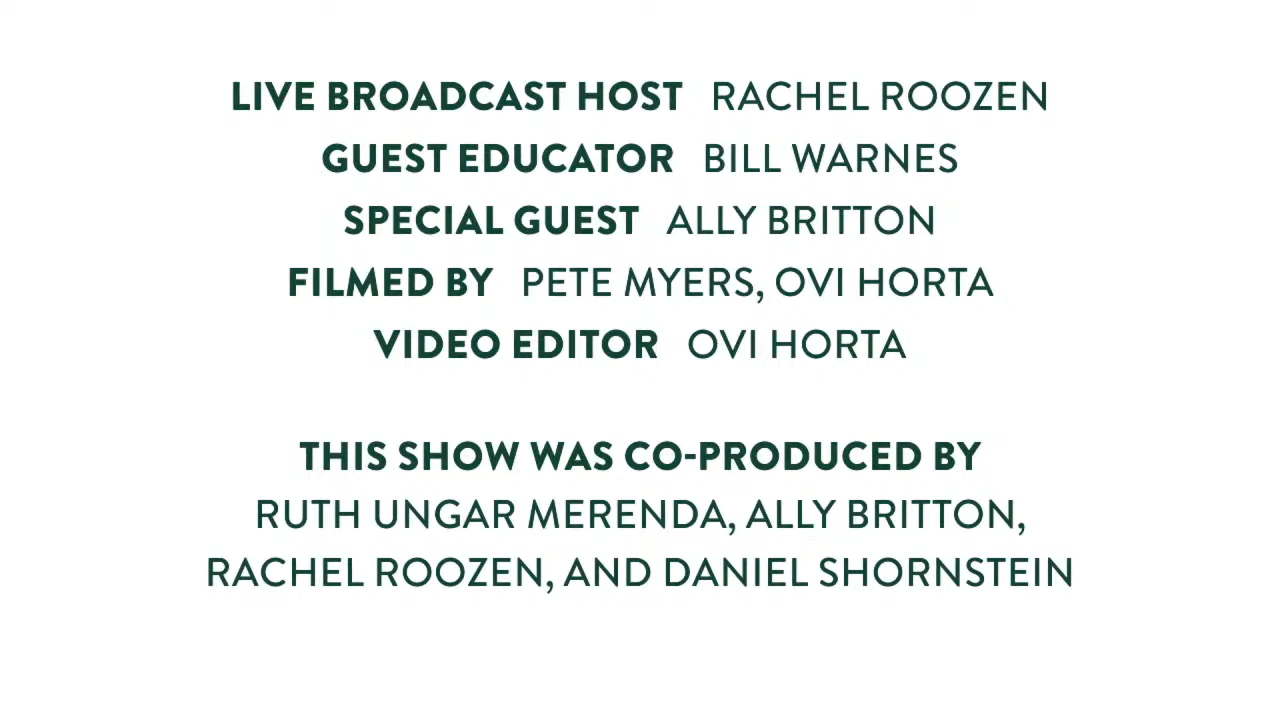 LIVE BROADCAST HOST RACHEL ROOZEN
GUEST EDUCATOR BILL WARNES
SPECIAL GUEST ALLY BRITTON
FILMED BY PETE MYERS, OVI HORTA
VIDEO EDITOR OVI HORTA
THIS SHOW WAS CO-PRODUCED BY
RUTH UNGAR MERENDA, ALLY BRITTON,
RACHEL ROOZEN, AND DANIEL SHORNSTEIN